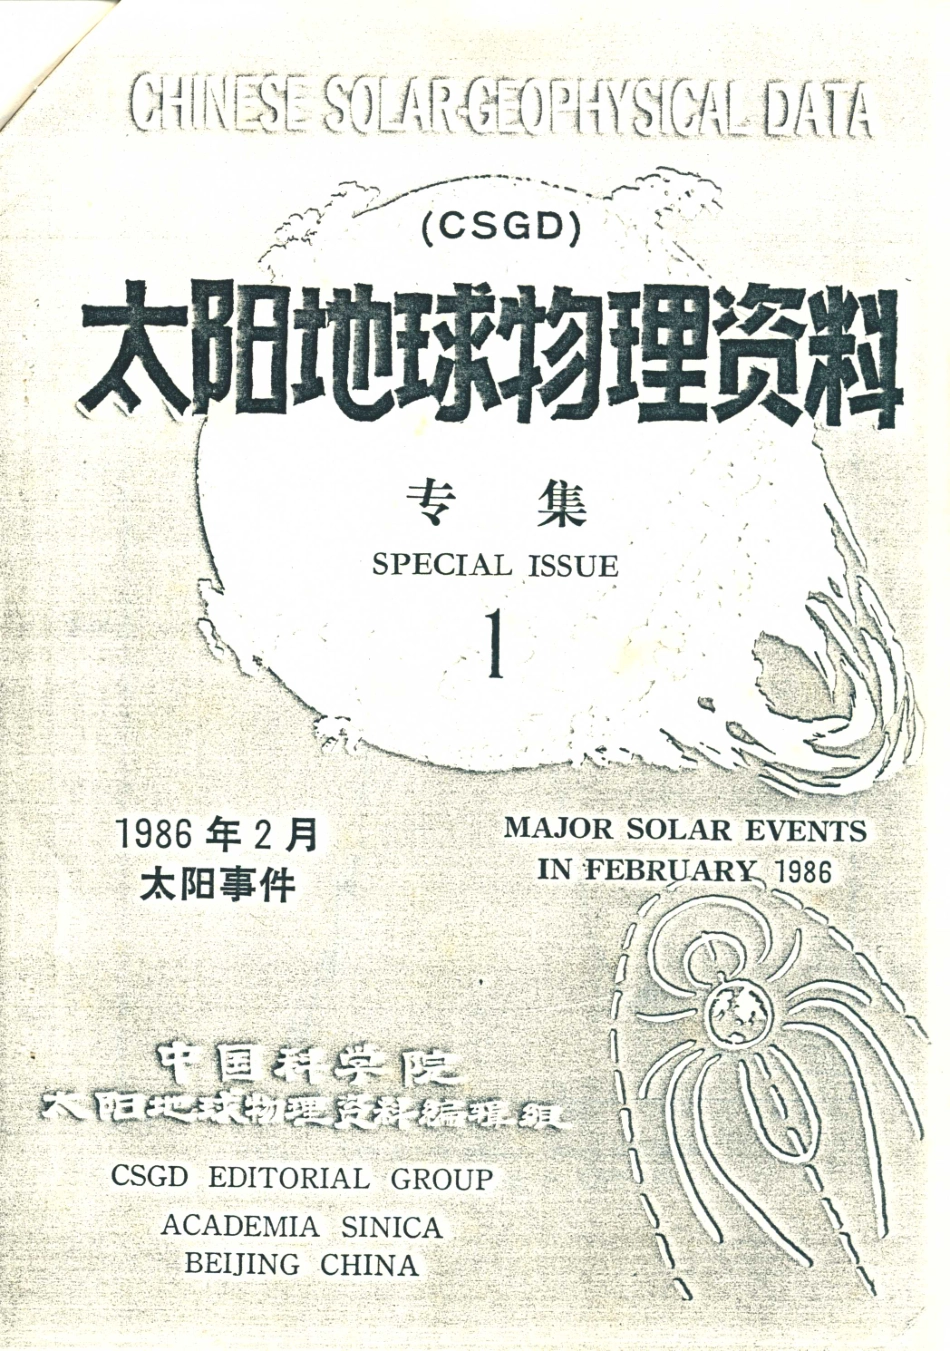 CHINESE SOLAR-GEOPHYSICAL DATA
(CSGD)
太阳地球物理资料
专 集
SPECIAL ISSUE
1
1986 年 2 月
太阳事件
MAJOR SOLAR EVENTS
IN FEBRUARY 1986
中国科学院
太阳地球物理资料编辑组
CSGD EDITORIAL GROUP
ACADEMIA SINICA
BEIJING CHINA